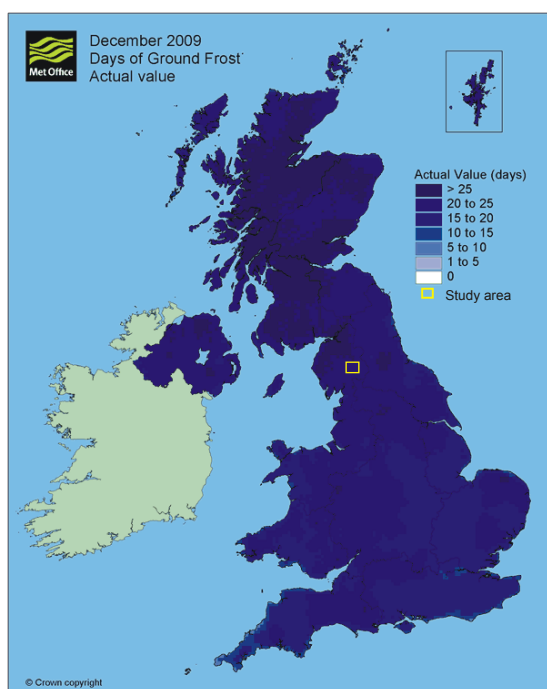 Met Office
December 2009
Days of Ground Frost
Actual value
Actual Value (days)
> 25
20 to 25
15 to 20
10 to 15
5 to 10
1 to 5
0
Study area
© Crown copyright